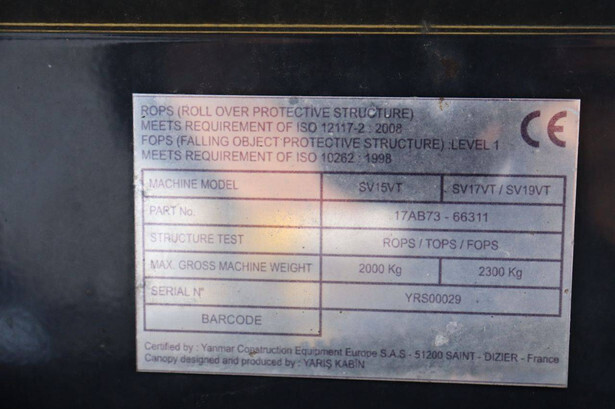 ROPS (ROLL OVER PROTECTIVE STRUCTURE)
MEETS REQUIREMENT OF ISO 12117-2 : 2008
FOPS (FALLING OBJECT PROTECTIVE STRUCTURE) :LEVEL 1
MEETS REQUIREMENT OF ISO 10262 : 1998
CE
MACHINE MODEL SV15VT SV17VT / SV19VT
PART No. 17AB73 - 66311
STRUCTURE TEST ROPS / TOPS / FOPS
MAX. GROSS MACHINE WEIGHT 2000 Kg 2300 Kg
SERIAL N° YRS00029
BARCODE
Certified by : Yanmar Construction Equipment Europe S.A.S - 51200 SAINT - DIZIER - France
Canopy designed and produced by : YARIŞ KABİN